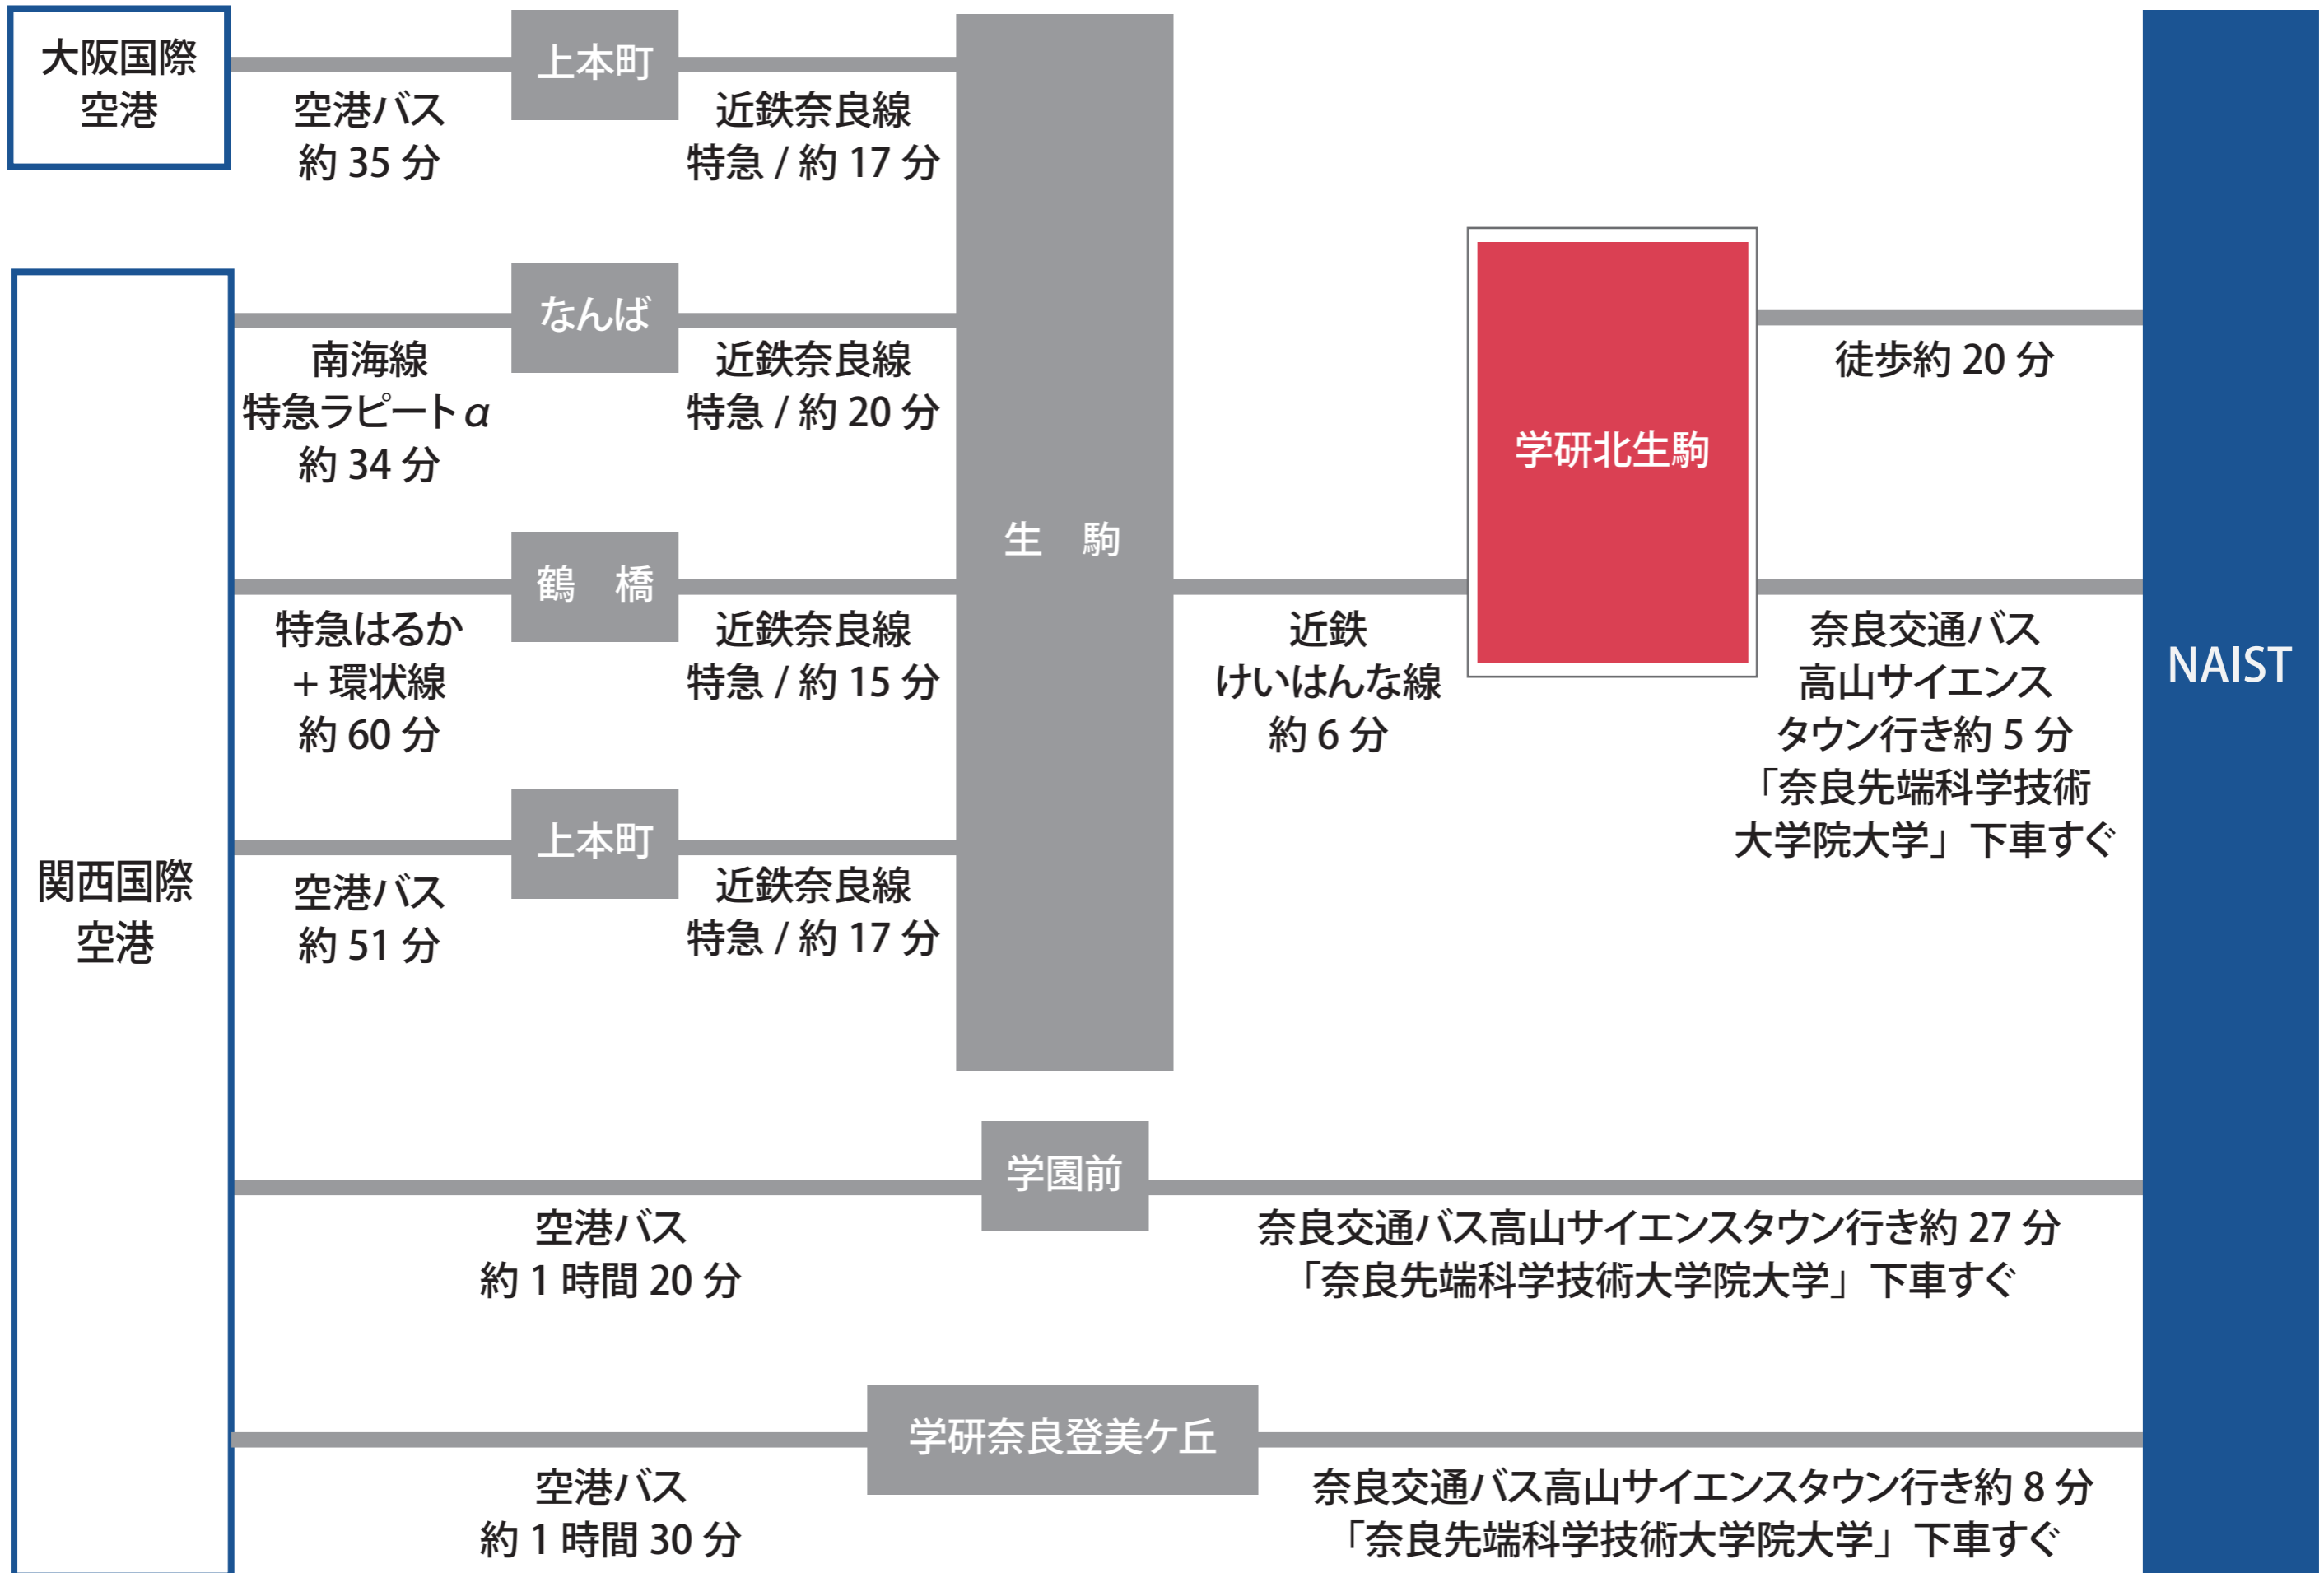 大阪国際
空港
上本町
空港バス
約 35 分
近鉄奈良線
特急 / 約 17 分
なんば
南海線
特急ラピートα
約 34 分
近鉄奈良線
特急 / 約 20 分
鶴　橋
特急はるか
+ 環状線
約 60 分
近鉄奈良線
特急 / 約 15 分
上本町
空港バス
約 51 分
近鉄奈良線
特急 / 約 17 分
関西国際
空港
生　駒
近鉄
けいはんな線
約 6 分
学研北生駒
徒歩約 20 分
奈良交通バス
高山サイエンス
タウン行き約 5 分
「奈良先端科学技術
大学院大学」下車すぐ
NAIST
学園前
空港バス
約 1 時間 20 分
奈良交通バス高山サイエンスタウン行き約 27 分
「奈良先端科学技術大学院大学」下車すぐ
学研奈良登美ケ丘
空港バス
約 1 時間 30 分
奈良交通バス高山サイエンスタウン行き約 8 分
「奈良先端科学技術大学院大学」下車すぐ